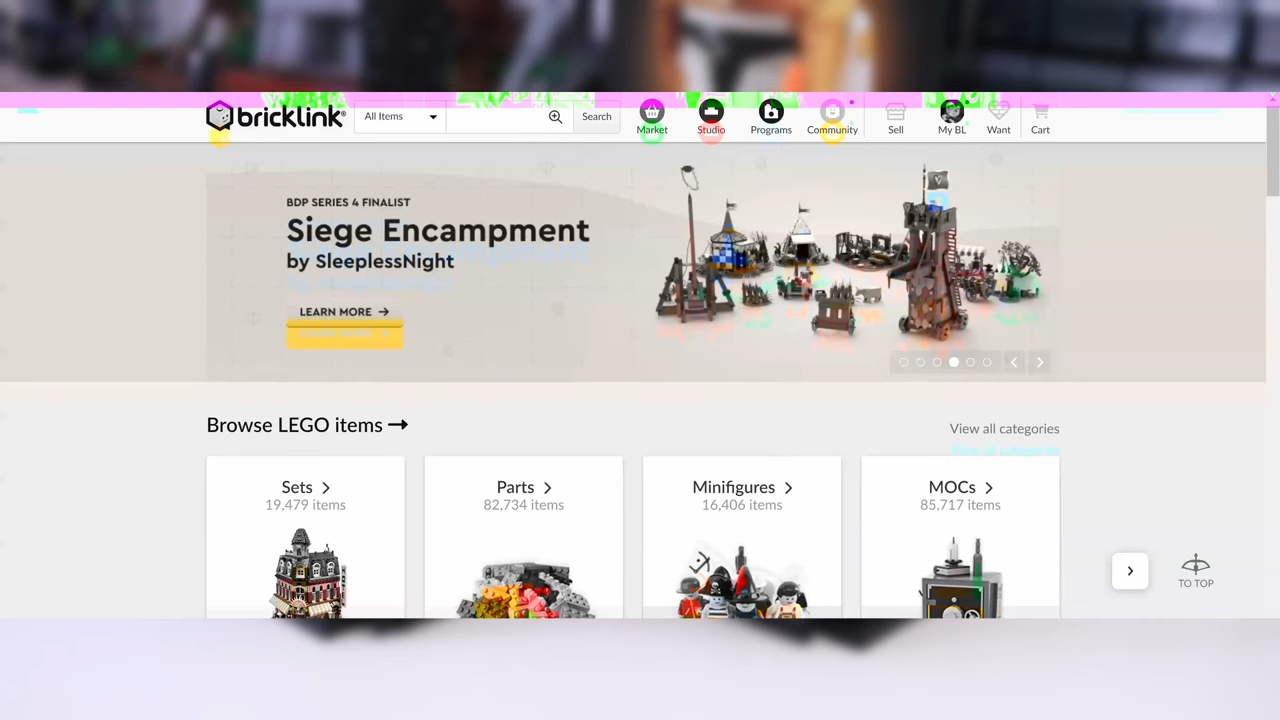 bricklink
All Items
Search
Market
Studio
Programs
Community
Sell
My BL
Want
Cart
BDP SERIES 4 FINALIST
Siege Encampment
by SleeplessNight
LEARN MORE →
Browse LEGO items →
View all categories
Sets >
19,479 items
Parts >
82,734 items
Minifigures >
16,406 items
MOCs >
85,717 items
TO TOP